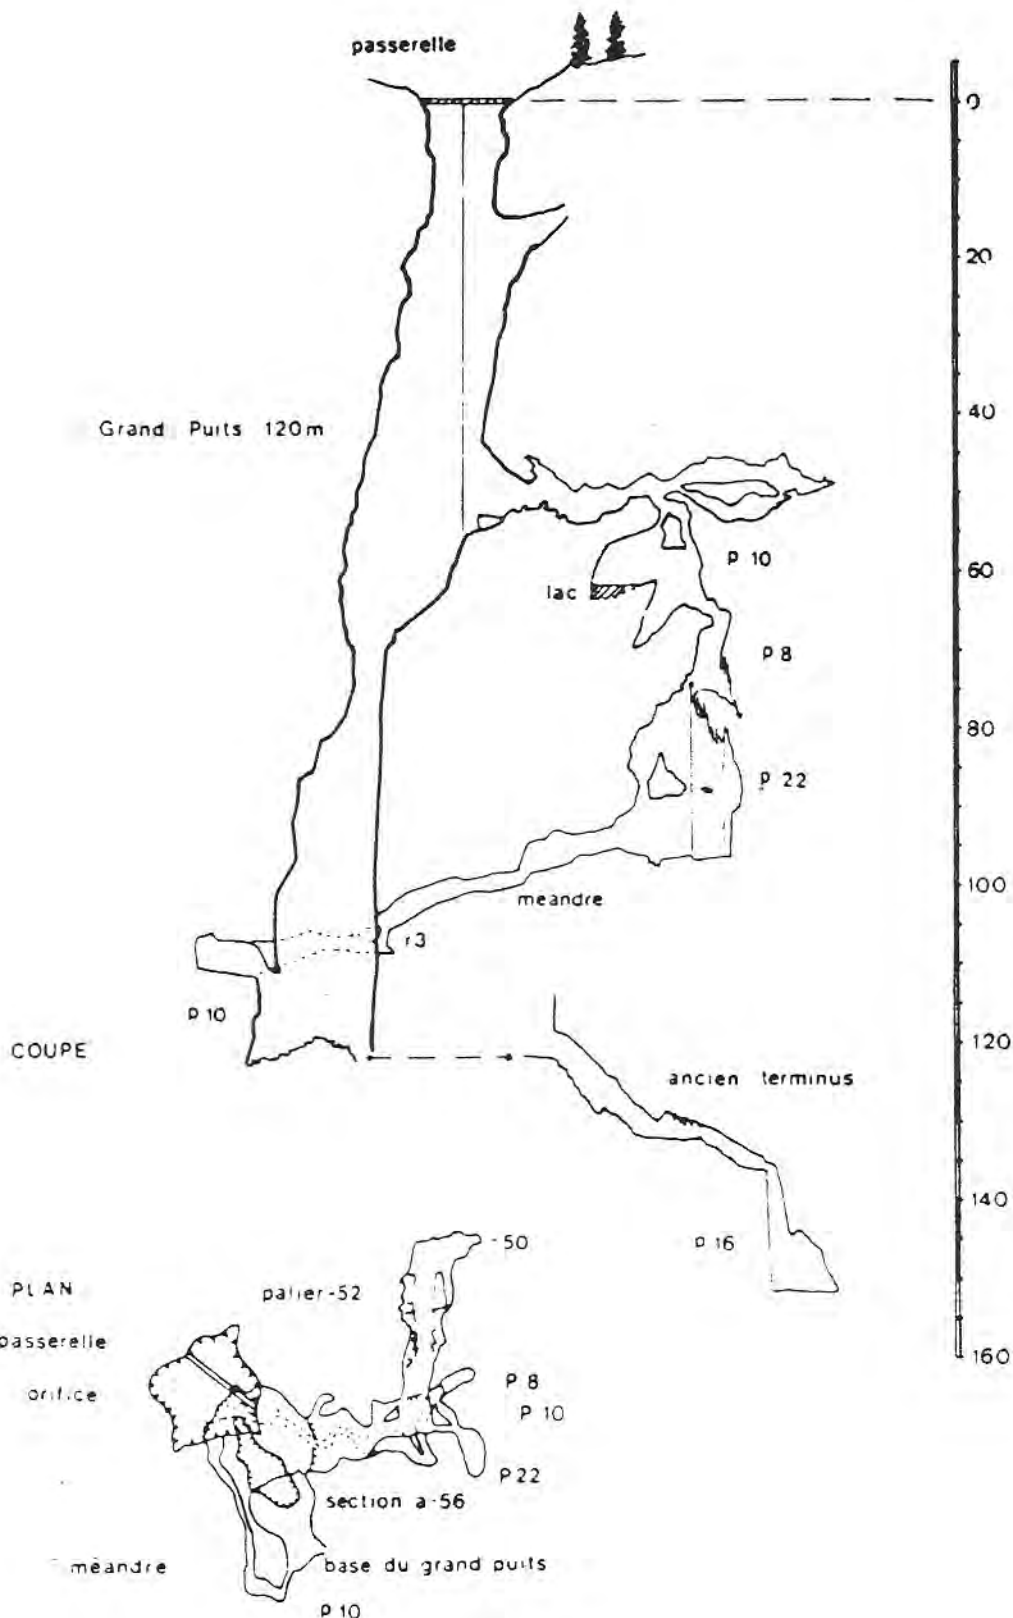 passerelle
0
20
Grand Puits 120m
40
p 10
60
lac
p 8
80
p 22
100
méandre
r3
p 10
COUPE
120
ancien terminus
140
p 16
-50
PLAN
palier-52
passerelle
160
p 8
orifice
p 10
p 22
section a-56
méandre
base du grand puits
p 10